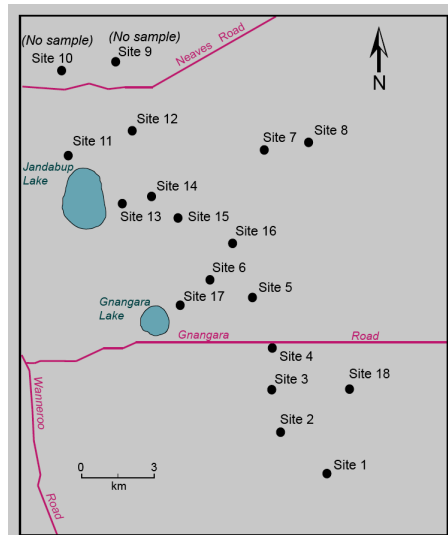 (No sample)
(No sample)
Site 9
Site 10
Neaves Road
N
Site 12
Site 8
Site 7
Site 11
Jandabup
Lake
Site 14
Site 13
Site 15
Site 16
Site 6
Site 5
Gnangara
Lake
Site 17
Gnangara Road
Site 4
Site 3
Site 18
Wanneroo Road
Site 2
Site 1
0 3
km